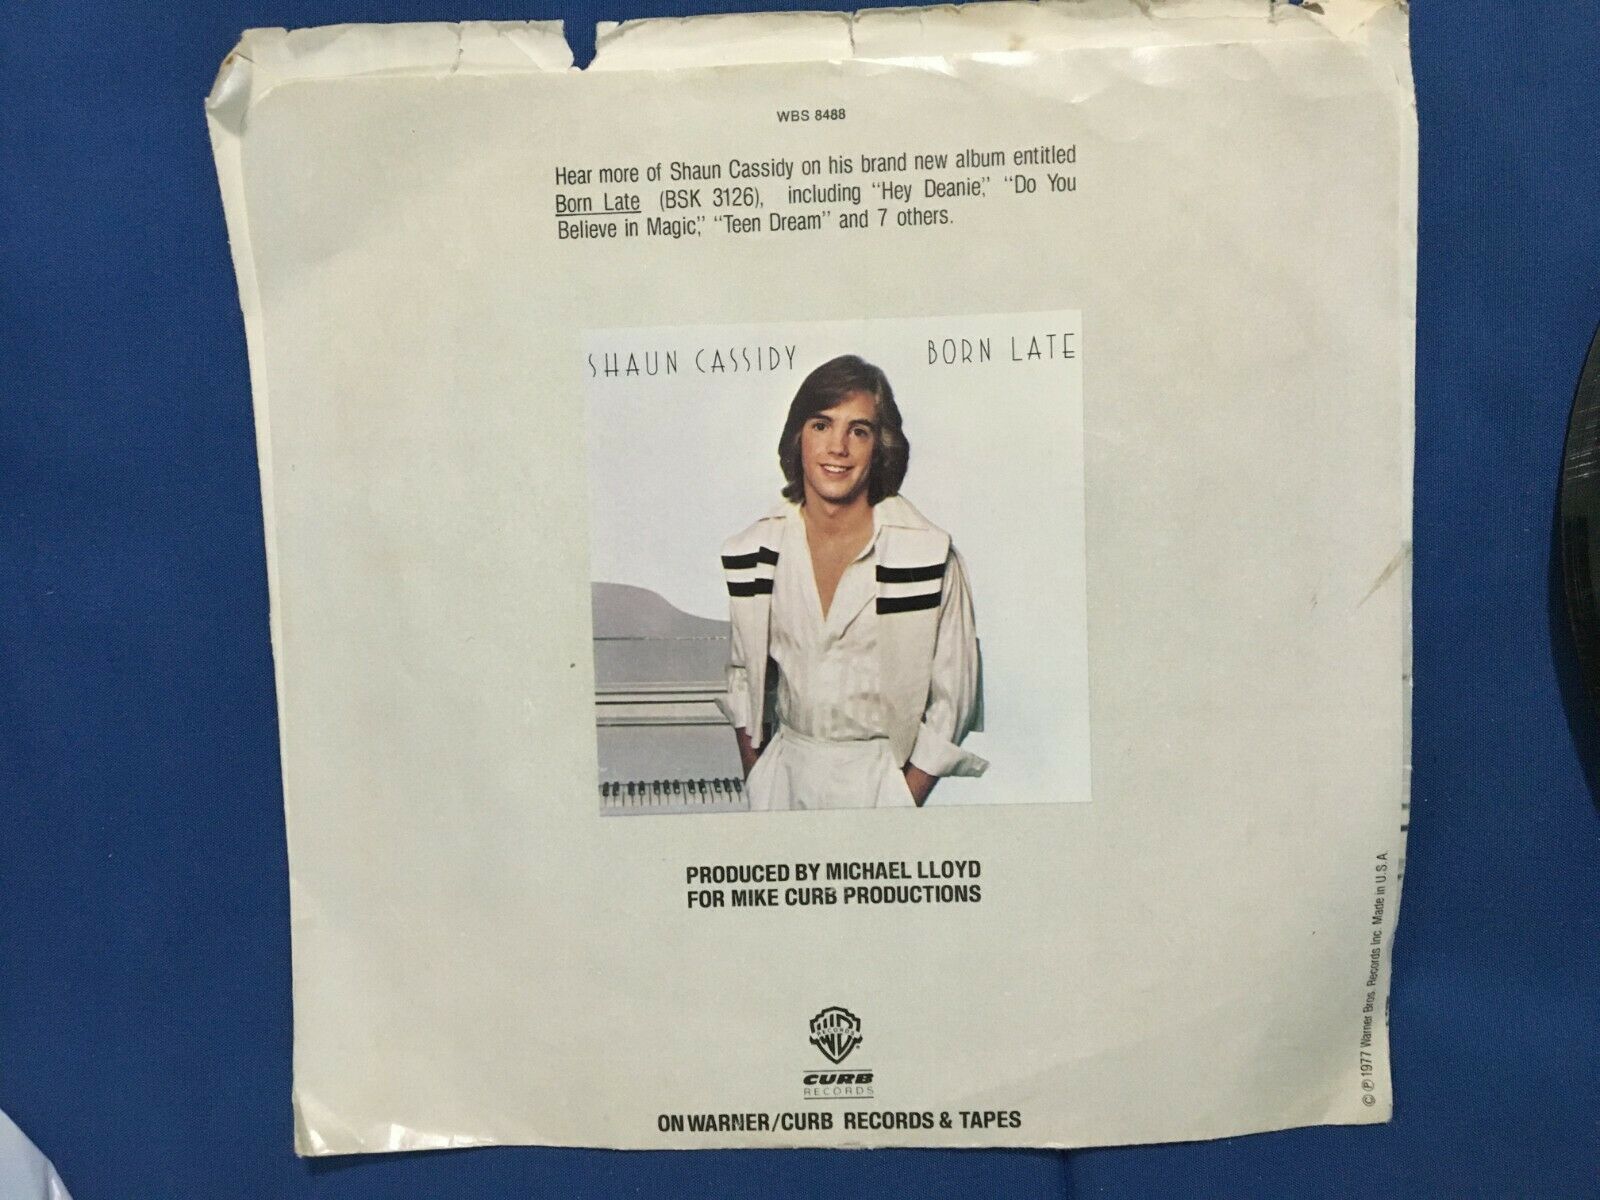 WBS 8488
Hear more of Shaun Cassidy on his brand new album entitled
Born Late (BSK 3126), including "Hey Deanie," "Do You
Believe in Magic," "Teen Dream" and 7 others.
SHAUN CASSIDY BORN LATE
PRODUCED BY MICHAEL LLOYD
FOR MIKE CURB PRODUCTIONS
RECORDS
CURB
RECORDS
ON WARNER/CURB RECORDS & TAPES
© ℗ 1977 Warner Bros. Records Inc. Made in U.S.A.